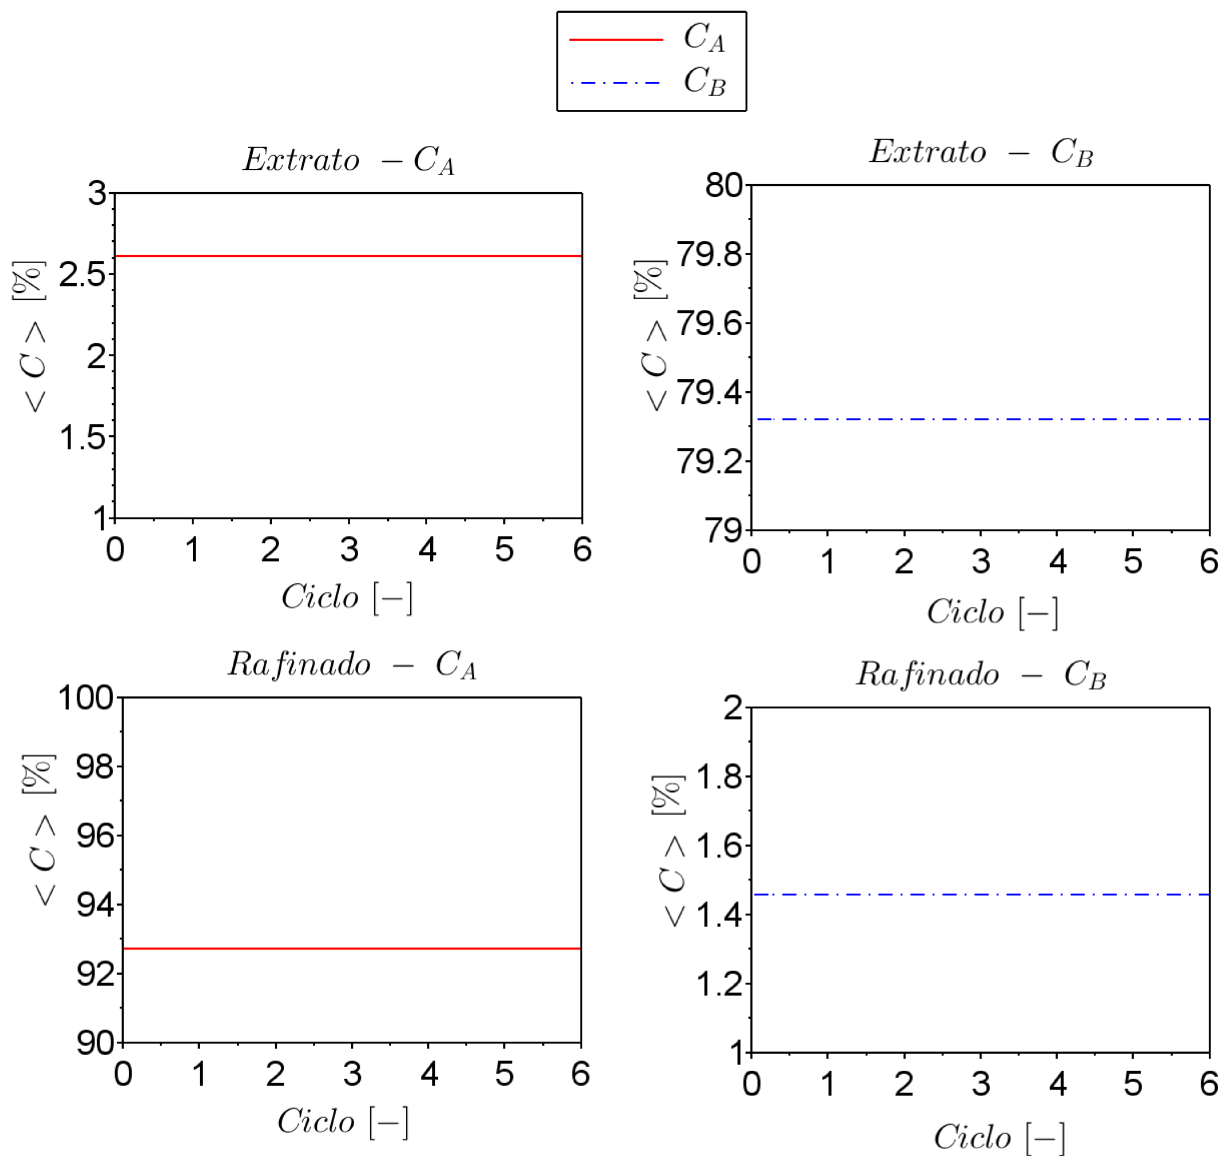 C_A
C_B
Extrato − C_A
< C > [%]
3
2.5
2
1.5
1
0 1 2 3 4 5 6
Ciclo [−]
Extrato − C_B
< C > [%]
80
79.8
79.6
79.4
79.2
79
0 1 2 3 4 5 6
Ciclo [−]
Rafinado − C_A
< C > [%]
100
98
96
94
92
90
0 1 2 3 4 5 6
Ciclo [−]
Rafinado − C_B
< C > [%]
2
1.8
1.6
1.4
1.2
1
0 1 2 3 4 5 6
Ciclo [−]